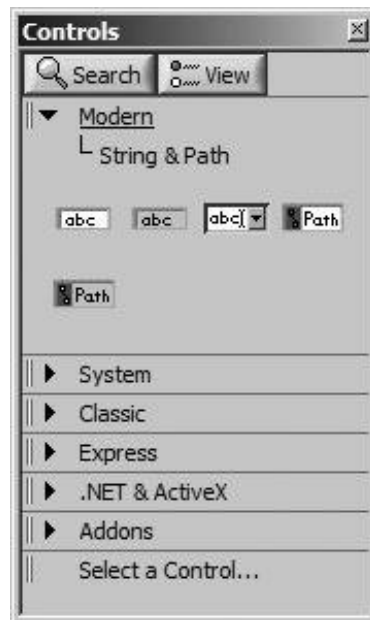 Controls
Search View
Modern
String & Path
abc abc abc Path
Path
System
Classic
Express
.NET & ActiveX
Addons
Select a Control...